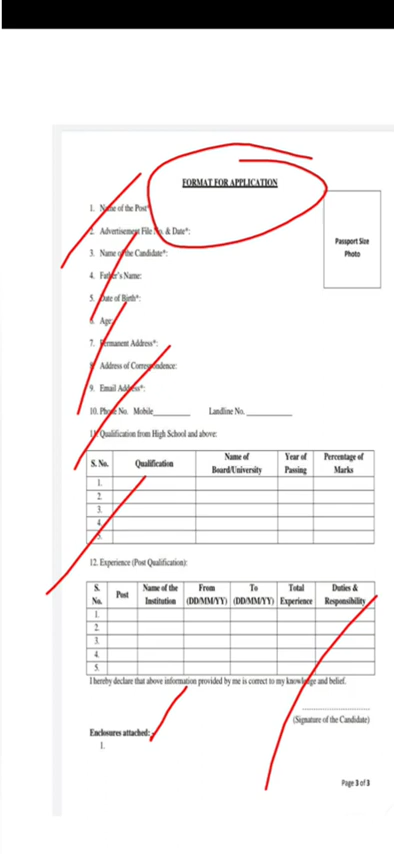 FORMAT FOR APPLICATION
1. Name of the Post*
2. Advertisement File No. & Date*:
Passport Size
Photo
3. Name of the Candidate*:
4. Father's Name:
5. Date of Birth*:
6. Age:
7. Permanent Address*:
8. Address of Correspondence:
9. Email Address*:
10. Phone No. Mobile__________ Landline No. ____________
11. Qualification from High School and above:
S. No. Qualification Name of Board/University Year of Passing Percentage of Marks
1.
2.
3.
4.
5.
12. Experience (Post Qualification):
S. No. Post Name of the Institution From (DD/MM/YY) To (DD/MM/YY) Total Experience Duties & Responsibility
1.
2.
3.
4.
5.
I hereby declare that above information provided by me is correct to my knowledge and belief.
(Signature of the Candidate)
Enclosures attached:
1.
Page 3 of 3